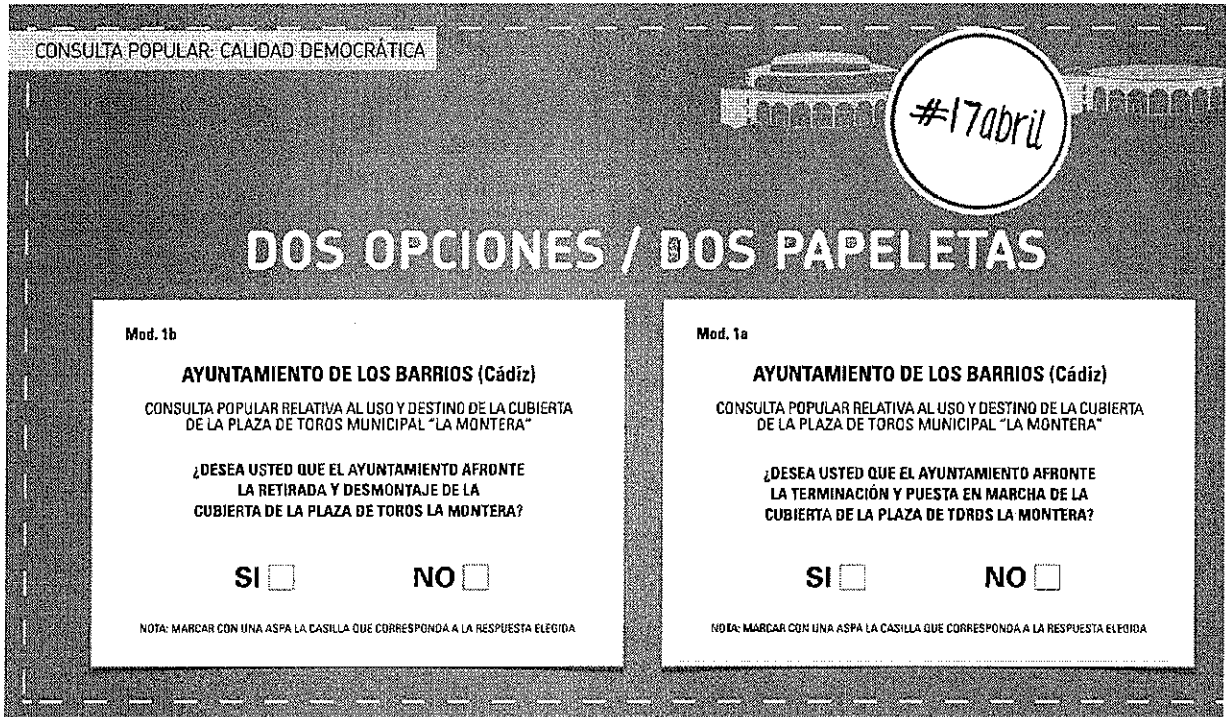 CONSULTA POPULAR: CALIDAD DEMOCRÁTICA
#17abril
DOS OPCIONES / DOS PAPELETAS
Mod. 1b
AYUNTAMIENTO DE LOS BARRIOS (Cádiz)
CONSULTA POPULAR RELATIVA AL USO Y DESTINO DE LA CUBIERTA
DE LA PLAZA DE TOROS MUNICIPAL "LA MONTERA"
¿DESEA USTED QUE EL AYUNTAMIENTO AFRONTE
LA RETIRADA Y DESMONTAJE DE LA
CUBIERTA DE LA PLAZA DE TOROS LA MONTERA?
SI NO
NOTA: MARCAR CON UNA ASPA LA CASILLA QUE CORRESPONDA A LA RESPUESTA ELEGIDA
Mod. 1a
AYUNTAMIENTO DE LOS BARRIOS (Cádiz)
CONSULTA POPULAR RELATIVA AL USO Y DESTINO DE LA CUBIERTA
DE LA PLAZA DE TOROS MUNICIPAL "LA MONTERA"
¿DESEA USTED QUE EL AYUNTAMIENTO AFRONTE
LA TERMINACIÓN Y PUESTA EN MARCHA DE LA
CUBIERTA DE LA PLAZA DE TOROS LA MONTERA?
SI NO
NOTA: MARCAR CON UNA ASPA LA CASILLA QUE CORRESPONDA A LA RESPUESTA ELEGIDA